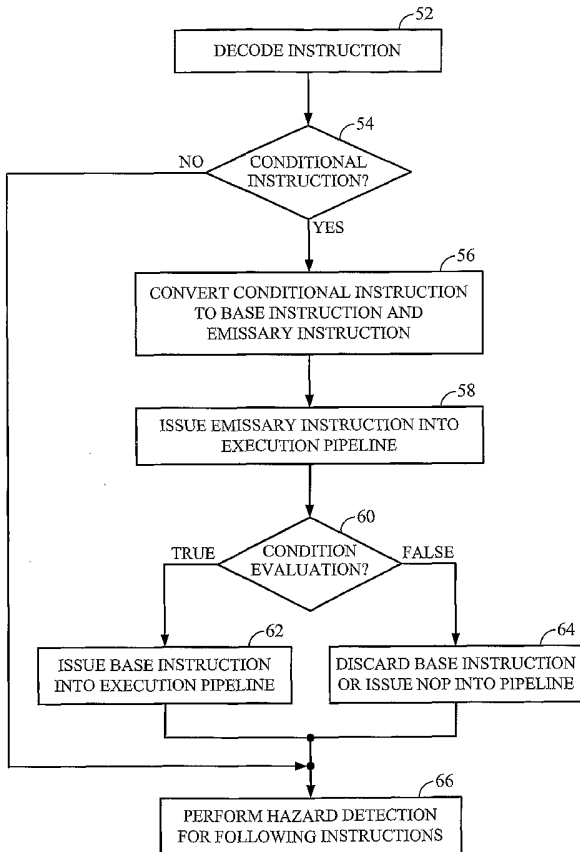 52
DECODE INSTRUCTION
54
NO
CONDITIONAL
INSTRUCTION?
YES
56
CONVERT CONDITIONAL INSTRUCTION
TO BASE INSTRUCTION AND
EMISSARY INSTRUCTION
58
ISSUE EMISSARY INSTRUCTION INTO
EXECUTION PIPELINE
60
TRUE
CONDITION
EVALUATION?
FALSE
62
ISSUE BASE INSTRUCTION
INTO EXECUTION PIPELINE
64
DISCARD BASE INSTRUCTION
OR ISSUE NOP INTO PIPELINE
66
PERFORM HAZARD DETECTION
FOR FOLLOWING INSTRUCTIONS